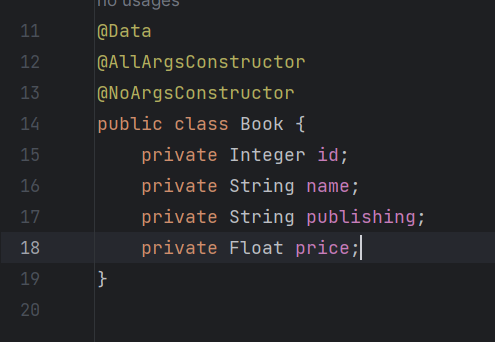 no usages
11 @Data
12 @AllArgsConstructor
13 @NoArgsConstructor
14 public class Book {
15 private Integer id;
16 private String name;
17 private String publishing;
18 private Float price;
19 }
20